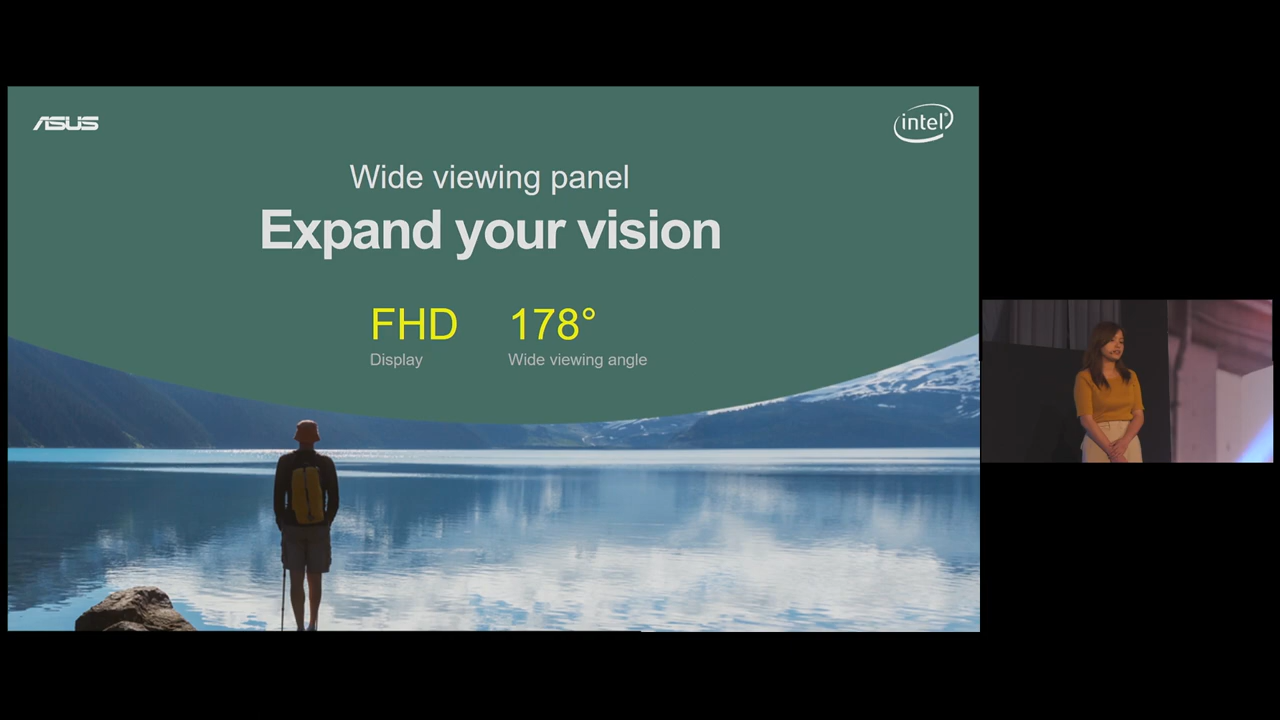 ASUS
intel
Wide viewing panel
Expand your vision
FHD
178°
Display
Wide viewing angle